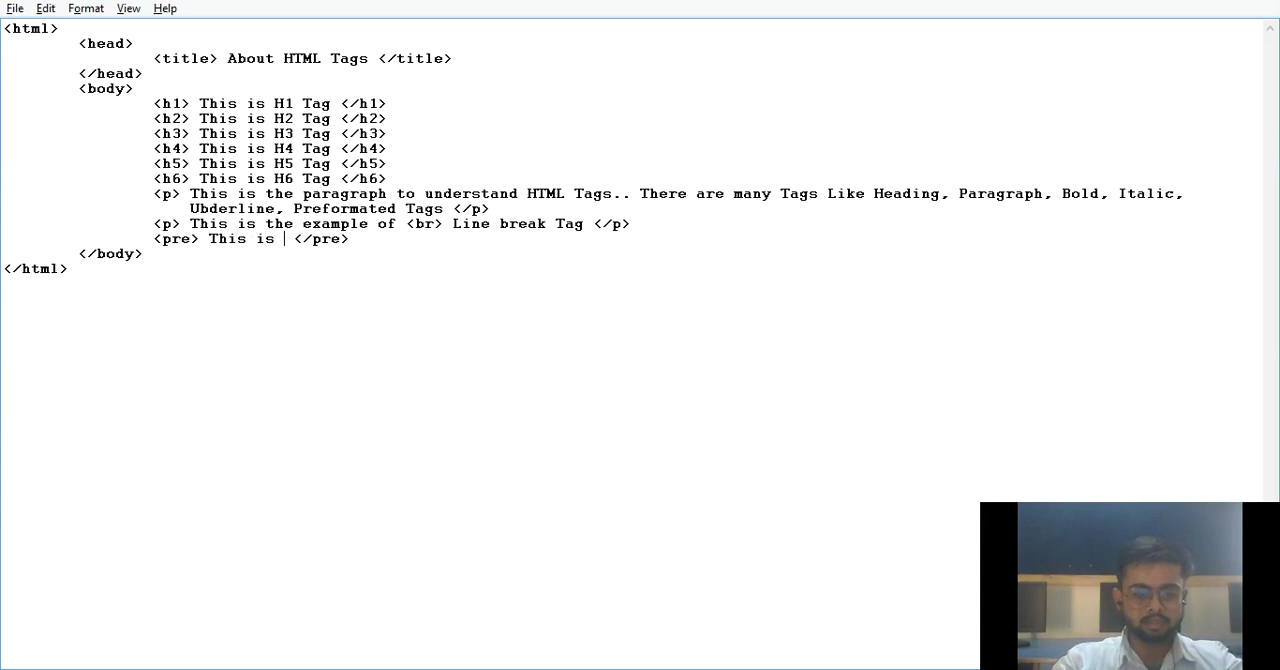 File Edit Format View Help
<html>
<head>
<title> About HTML Tags </title>
</head>
<body>
<h1> This is H1 Tag </h1>
<h2> This is H2 Tag </h2>
<h3> This is H3 Tag </h3>
<h4> This is H4 Tag </h4>
<h5> This is H5 Tag </h5>
<h6> This is H6 Tag </h6>
<p> This is the paragraph to understand HTML Tags.. There are many Tags Like Heading, Paragraph, Bold, Italic,
Ubderline, Preformated Tags </p>
<p> This is the example of <br> Line break Tag </p>
<pre> This is  </pre>
</body>
</html>